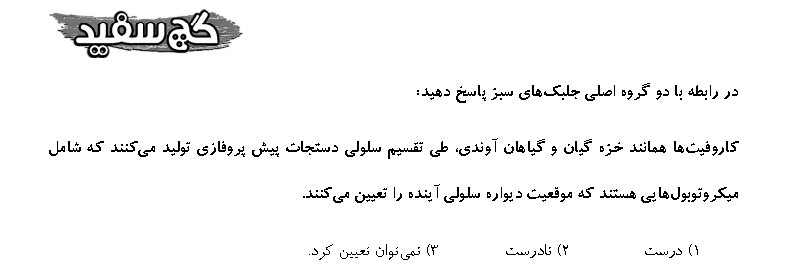 گچ سفید
در رابطه با دو گروه اصلی جلبک‌های سبز پاسخ دهید:
کاروفیت‌ها همانند خزه گیان و گیاهان آوندی، طی تقسیم سلولی دستجات پیش پروفازی تولید می‌کنند که شامل
میکروتوبول‌هایی هستند که موقعیت دیواره سلولی آینده را تعیین می‌کنند.
۱) درست ۲) نادرست ۳) نمی‌توان تعیین کرد.